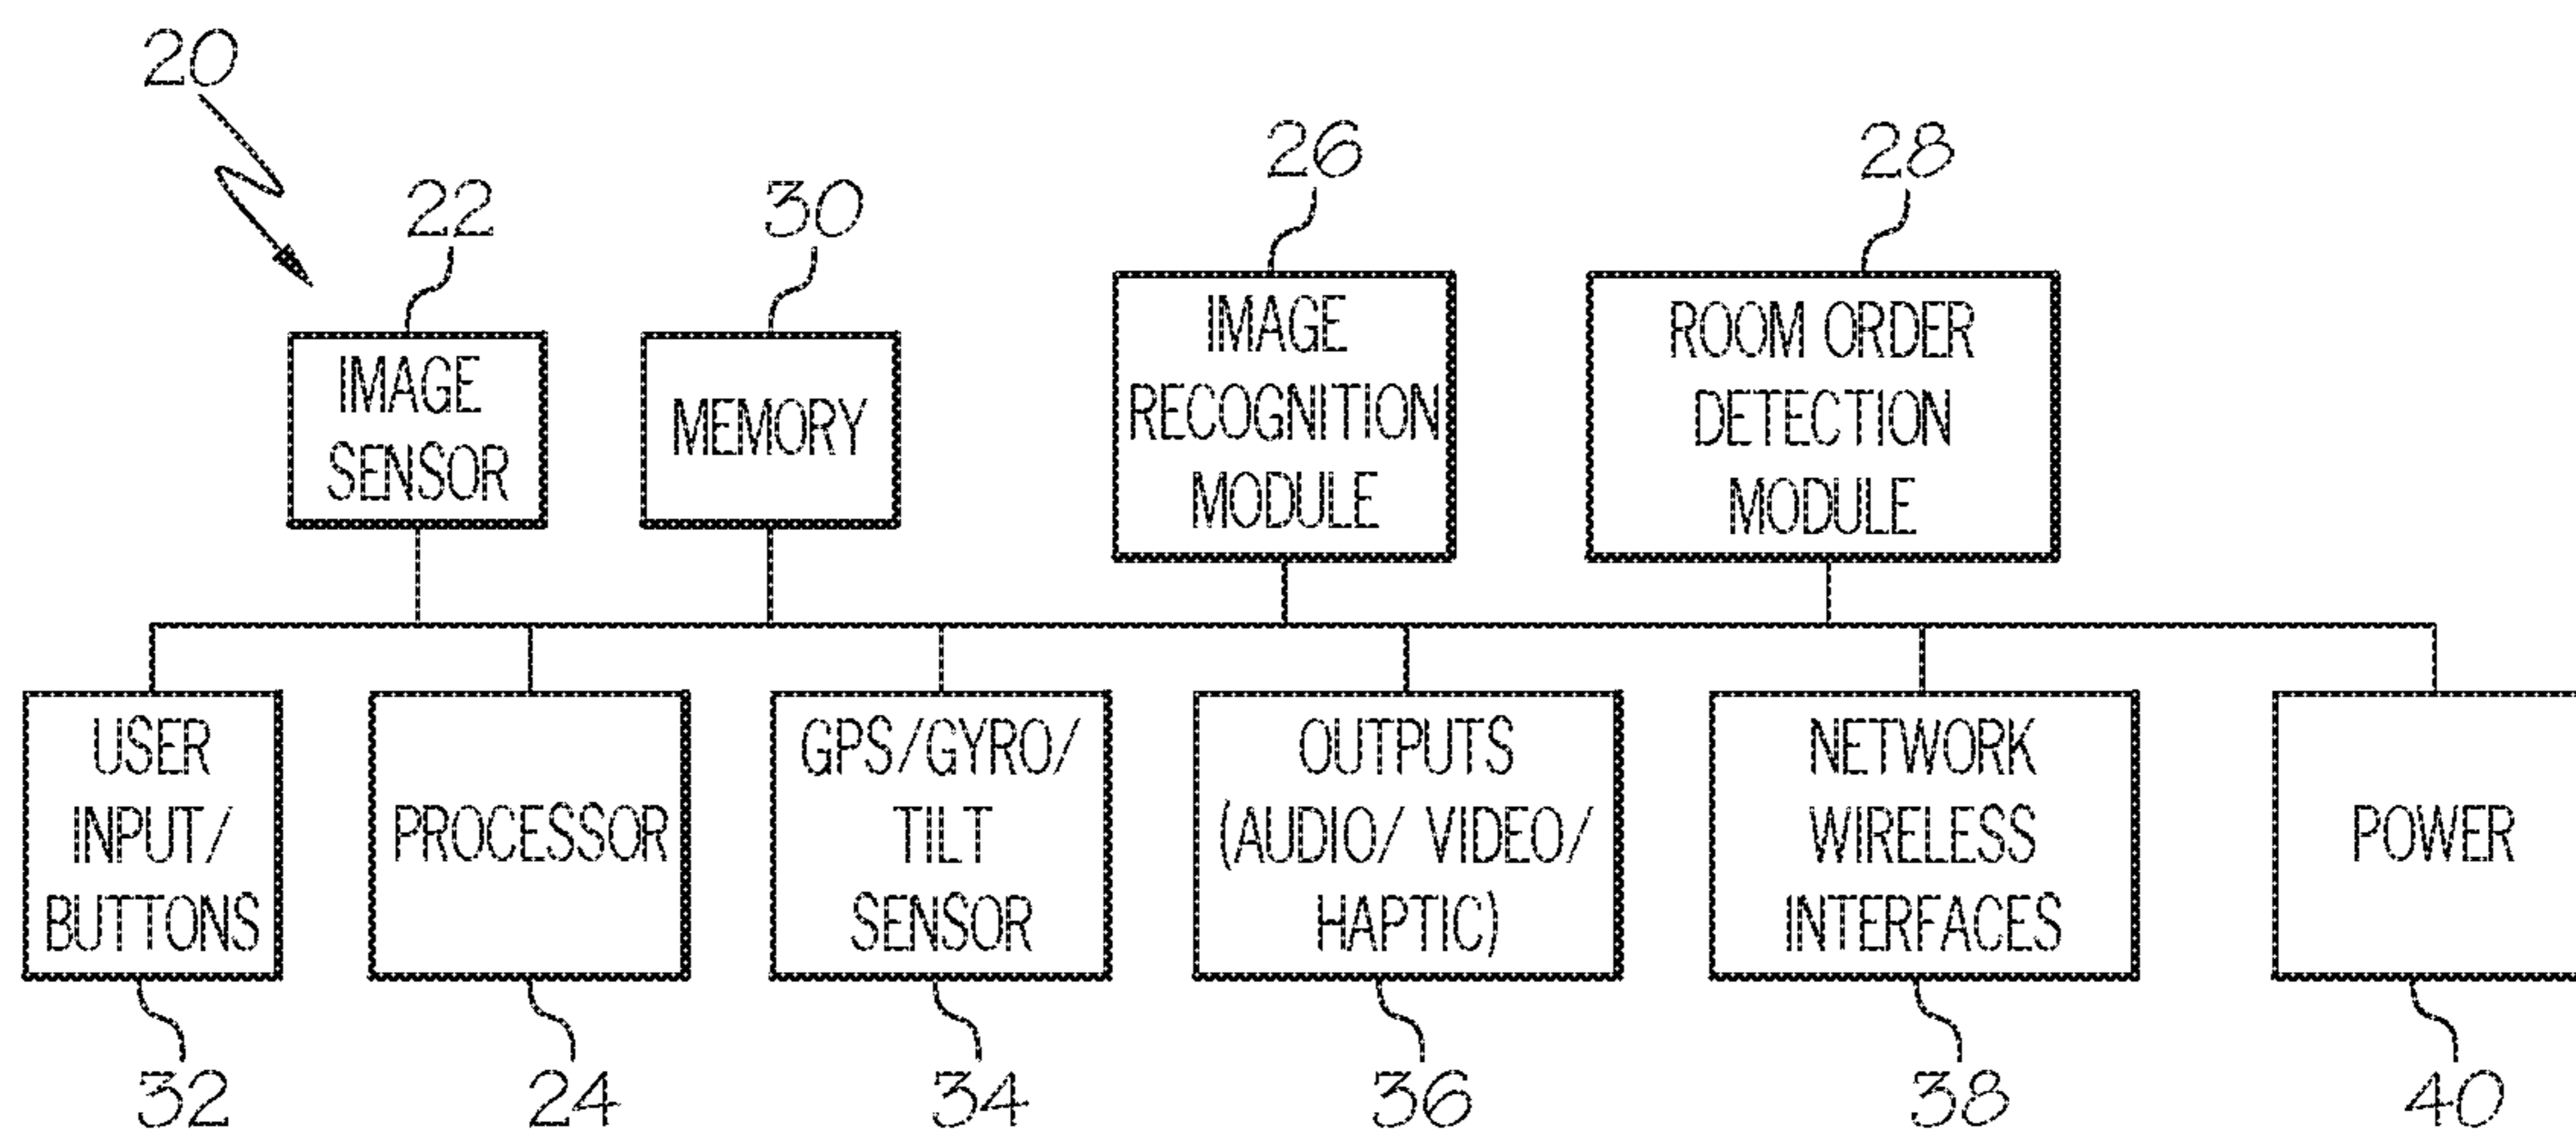 20
22
30
26
28
IMAGE
SENSOR
MEMORY
IMAGE
RECOGNITION
MODULE
ROOM ORDER
DETECTION
MODULE
USER
INPUT/
BUTTONS
PROCESSOR
GPS/GYRO/
TILT
SENSOR
OUTPUTS
(AUDIO/ VIDEO/
HAPTIC)
NETWORK
WIRELESS
INTERFACES
POWER
32
24
34
36
38
40